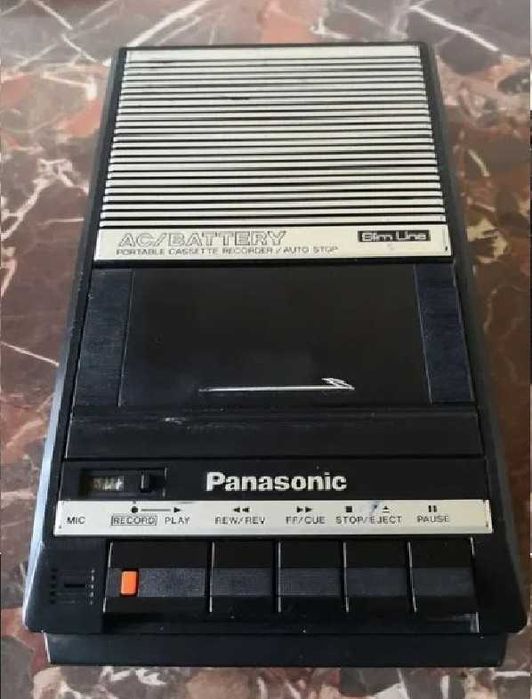 AC/BATTERY Slim Line
PORTABLE CASSETTE RECORDER / AUTO STOP
Panasonic
MIC RECORD PLAY REW/REV FF/CUE STOP/EJECT PAUSE